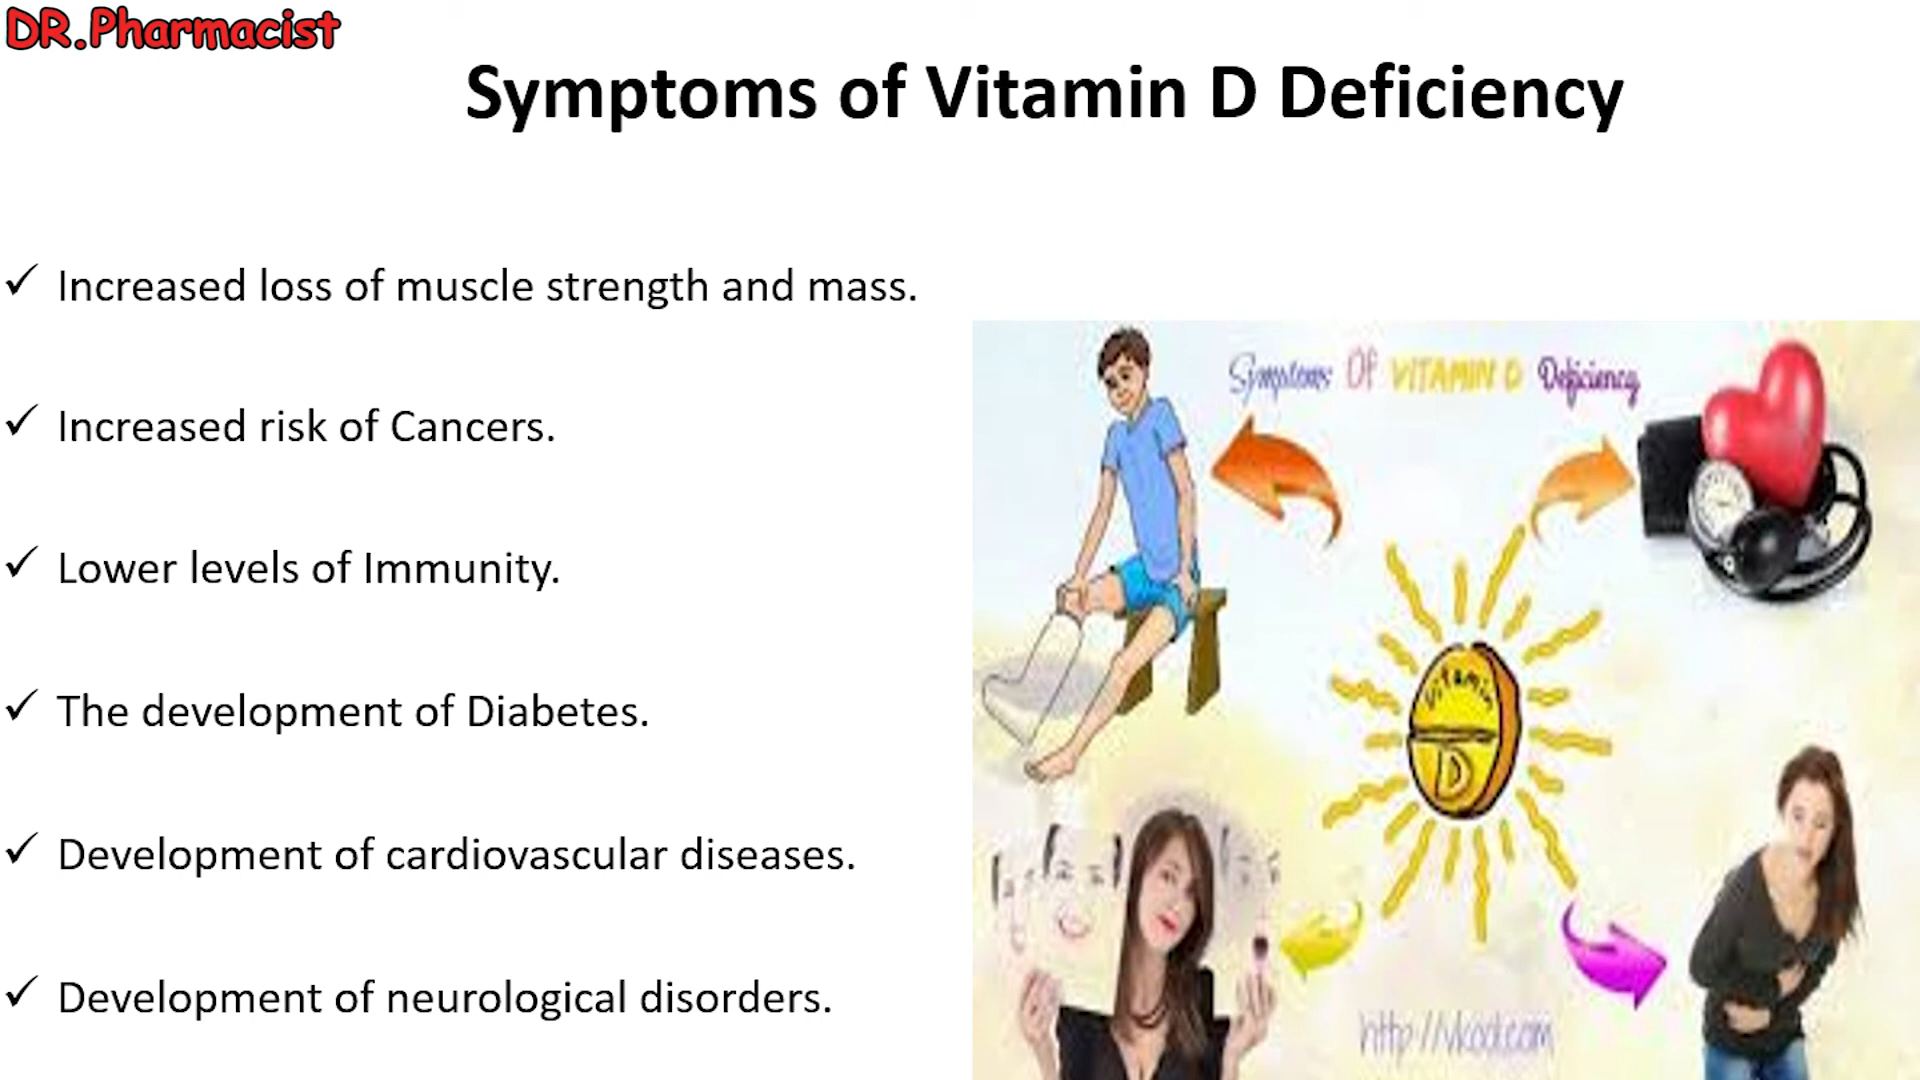 DR.Pharmacist
Symptoms of Vitamin D Deficiency
✓ Increased loss of muscle strength and mass.
✓ Increased risk of Cancers.
✓ Lower levels of Immunity.
✓ The development of Diabetes.
✓ Development of cardiovascular diseases.
✓ Development of neurological disorders.
Symptoms Of VITAMIN D Deficiency
Vitamin
D